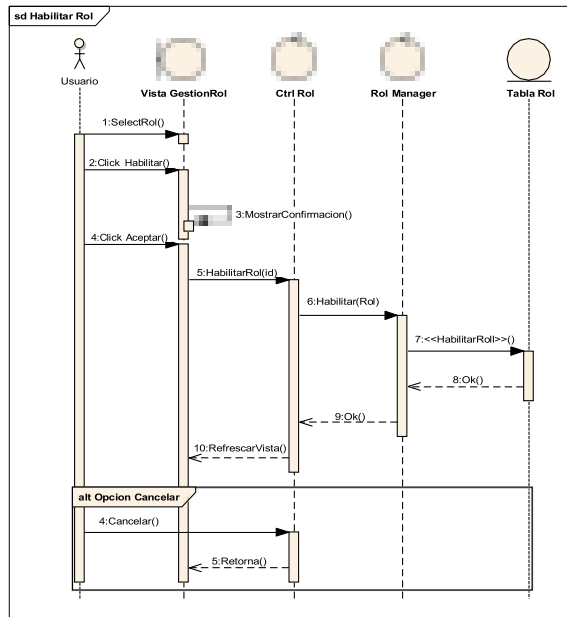 sd Habilitar Rol
Usuario
Vista GestionRol
Ctrl Rol
Rol Manager
Tabla Rol
1:SelectRol()
2:Click Habilitar()
3:MostrarConfirmacion()
4:Click Aceptar()
5:HabilitarRol(id)
6:Habilitar(Rol)
7:<<HabilitarRoll>>()
8:Ok()
9:Ok()
10:RefrescarVista()
alt Opcion Cancelar
4:Cancelar()
5:Retorna()